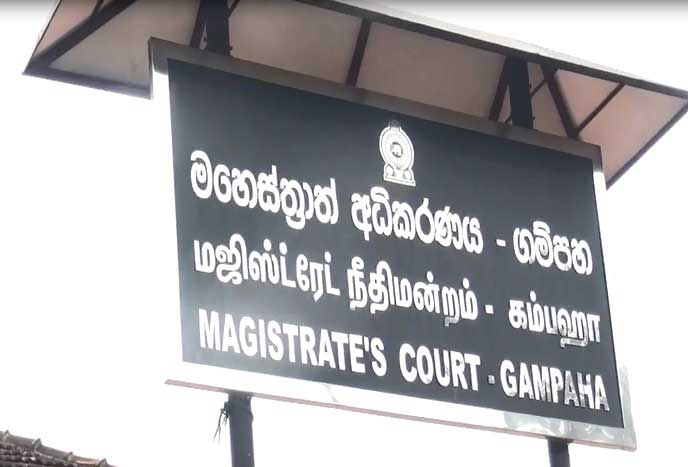 මහෙස්ත්‍රාත් අධිකරණය - ගම්පහ
மஜிஸ்ட்ரேட் நீதிமன்றம் - கம்பஹா
MAGISTRATE'S COURT - GAMPAHA